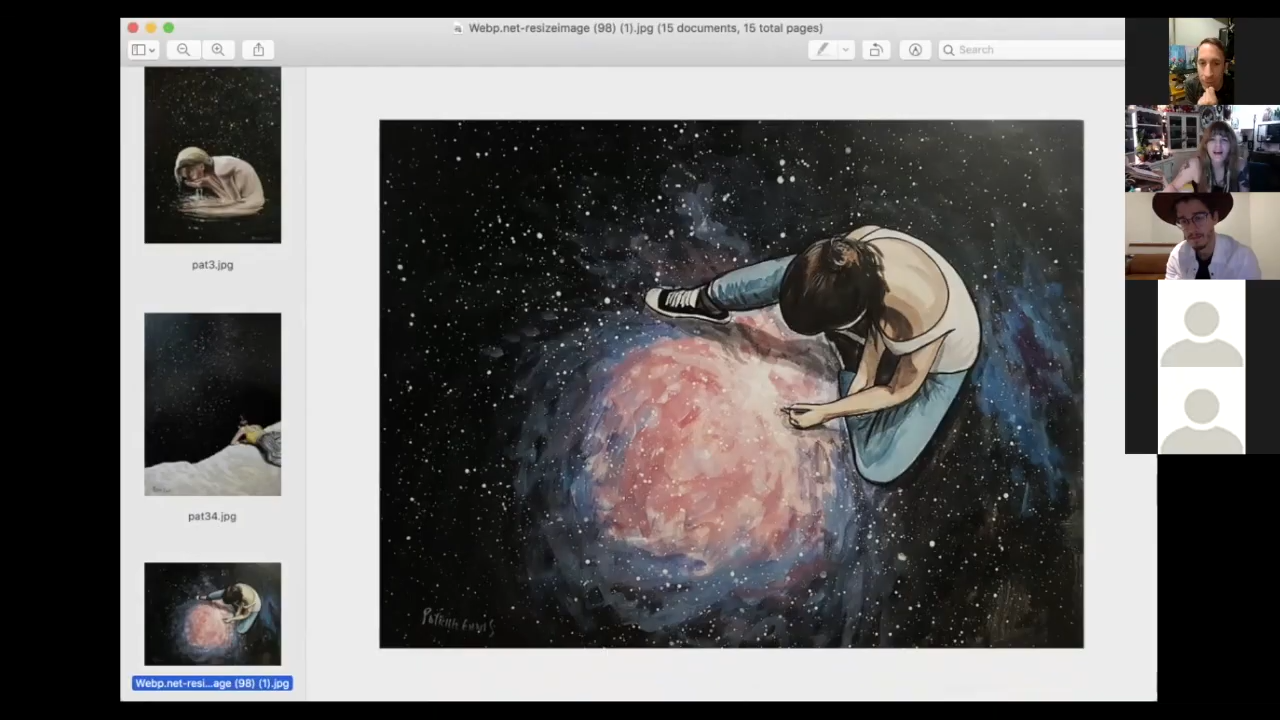 Webp.net-resizeimage (98) (1).jpg (15 documents, 15 total pages)
Search
pat3.jpg
pat34.jpg
Webp.net-resi...age (98) (1).jpg